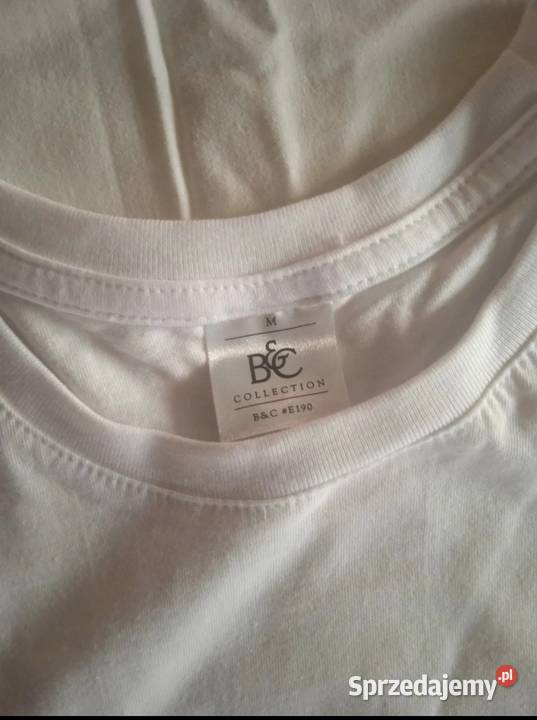 M
B&C
COLLECTION
B&C #E190
Sprzedajemy.pl